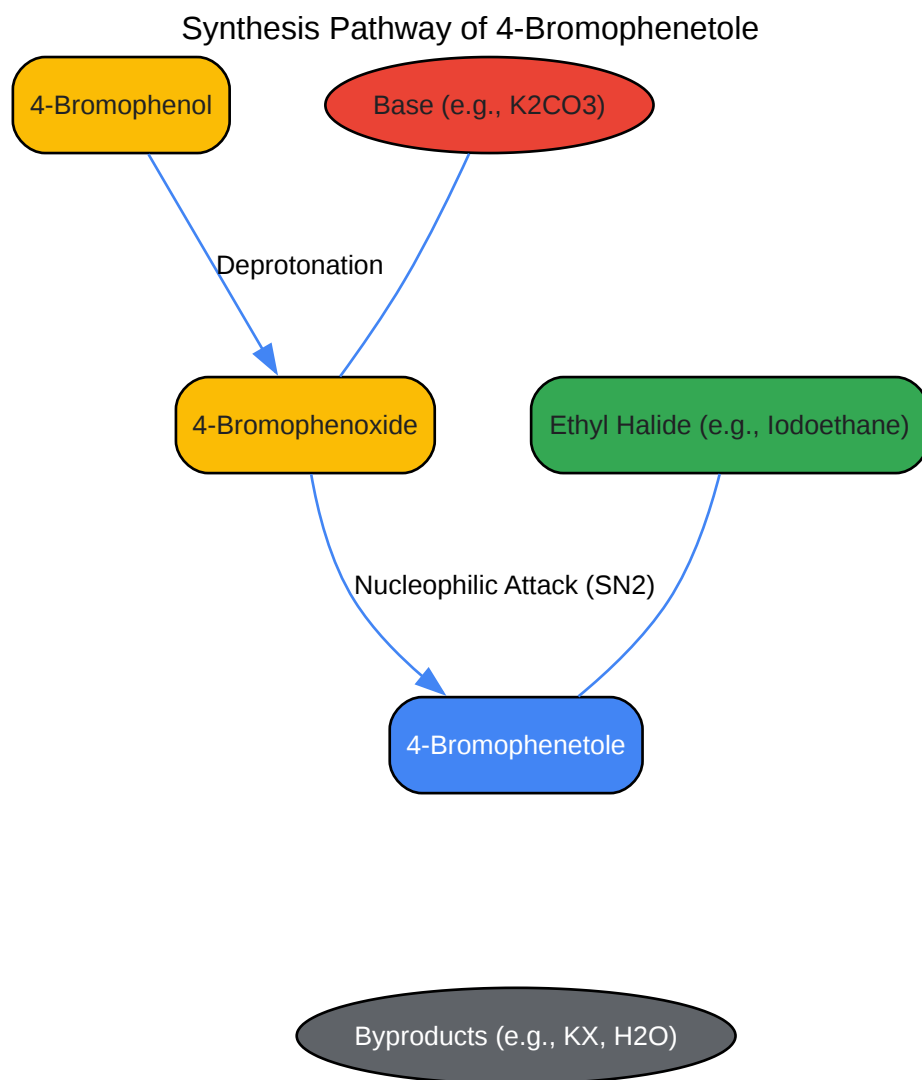 Synthesis Pathway of 4-Bromophenetole
4-Bromophenol
Base (e.g., K2CO3)
Deprotonation
4-Bromophenoxide
Ethyl Halide (e.g., Iodoethane)
Nucleophilic Attack (SN2)
4-Bromophenetole
Byproducts (e.g., KX, H2O)